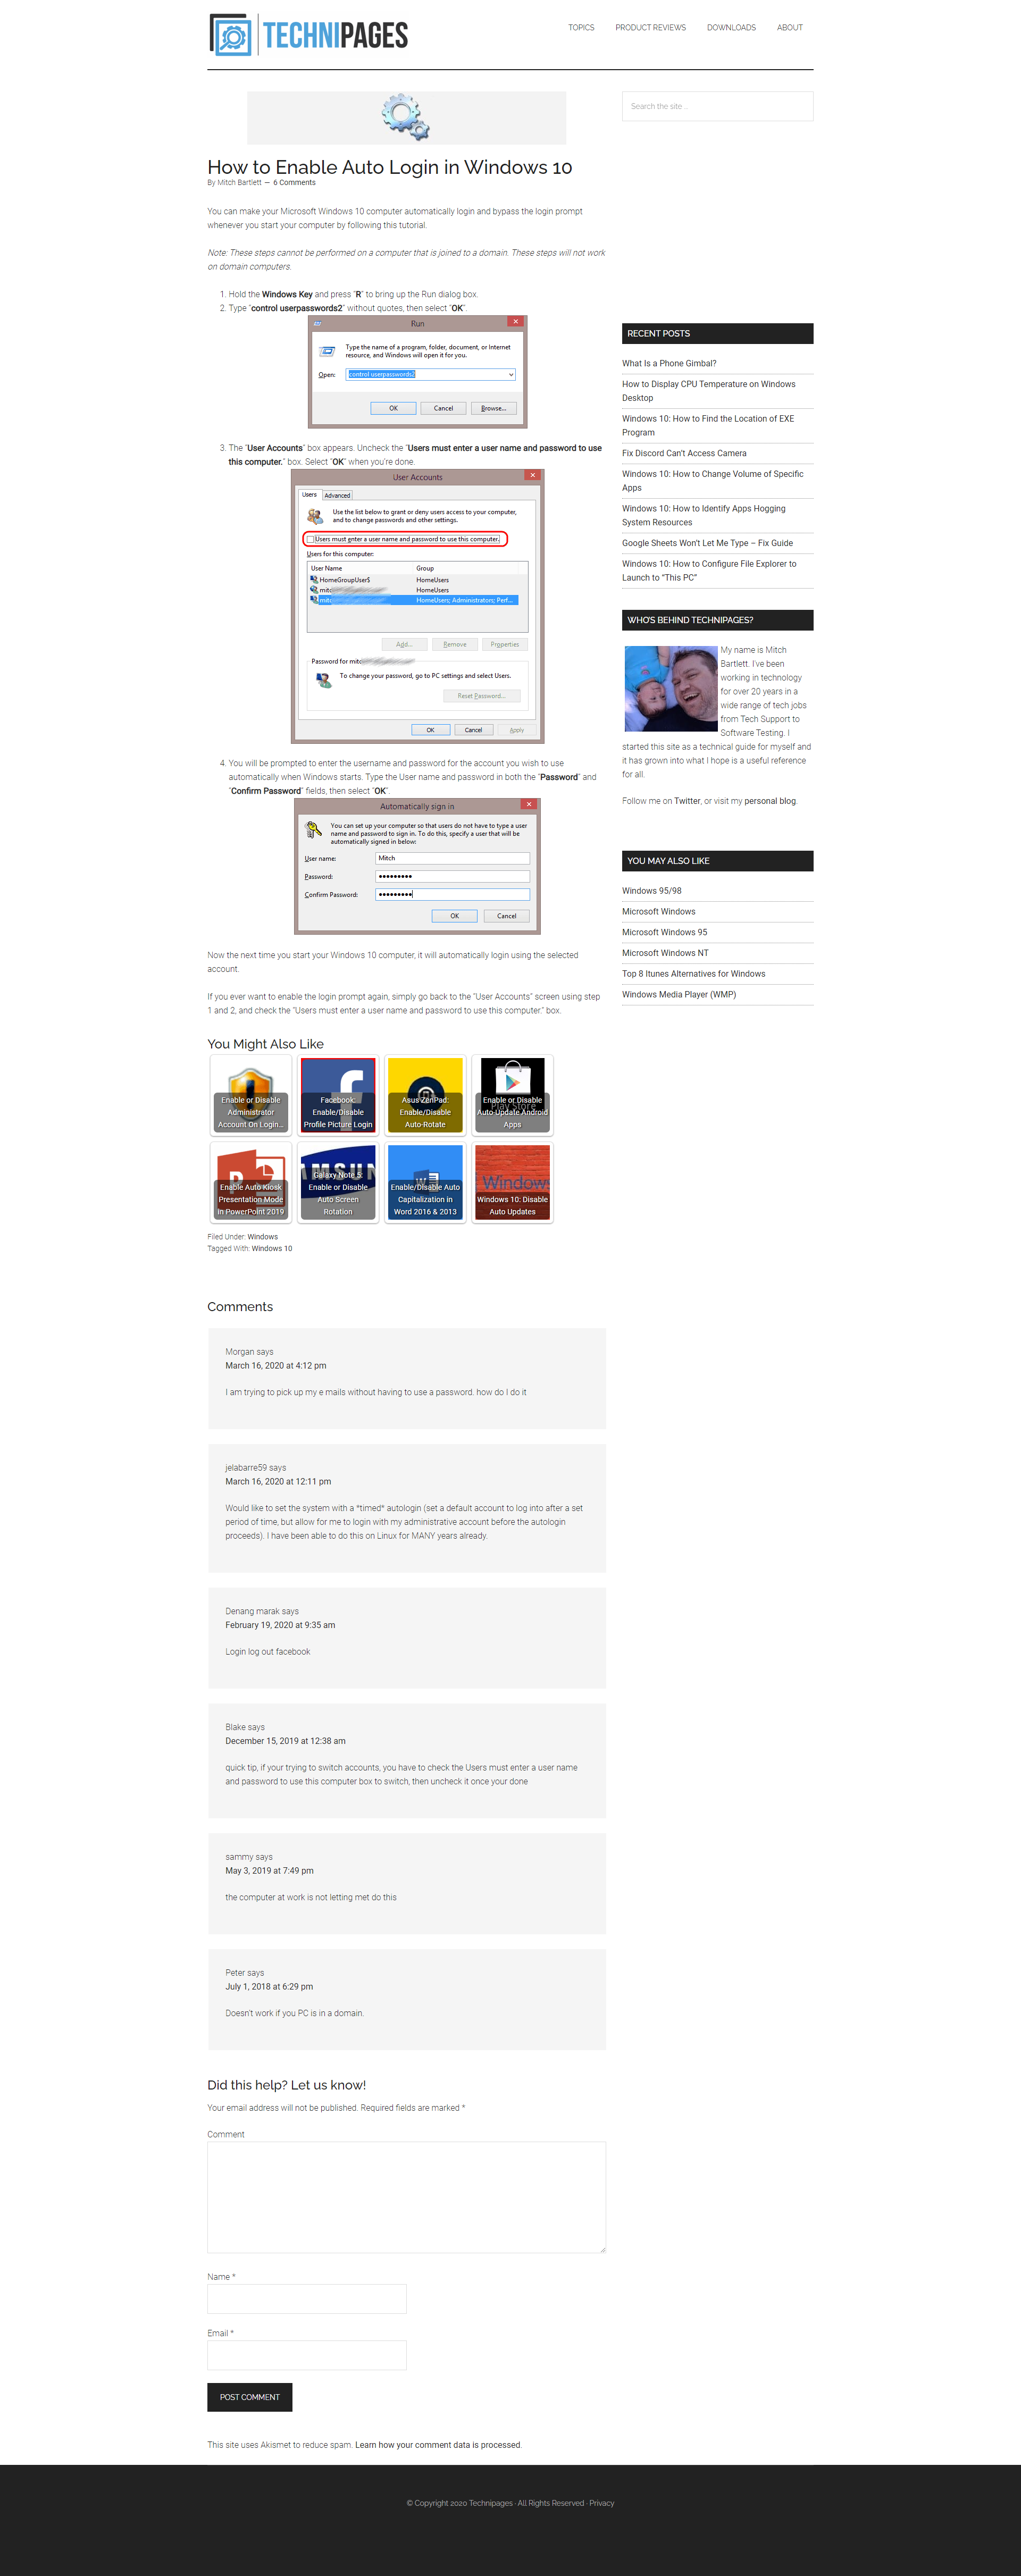 TECHNIPAGES
TOPICS
PRODUCT REVIEWS
DOWNLOADS
ABOUT
How to Enable Auto Login in Windows 10
By Mitch Bartlett — 6 Comments
You can make your Microsoft Windows 10 computer automatically login and bypass the login prompt
whenever you start your computer by following this tutorial.
Note: These steps cannot be performed on a computer that is joined to a domain. These steps will not work
on domain computers.
1. Hold the Windows Key and press "R" to bring up the Run dialog box.
2. Type "control userpasswords2" without quotes, then select "OK".
Run
Type the name of a program, folder, document, or Internet
resource, and Windows will open it for you.
Open: control userpasswords2
OK
Cancel
Browse...
3. The "User Accounts" box appears. Uncheck the "Users must enter a user name and password to use
this computer." box. Select "OK" when you're done.
User Accounts
Users
Advanced
Use the list below to grant or deny users access to your computer,
and to change passwords and other settings.
Users must enter a user name and password to use this computer.
Users for this computer:
User Name
Group
HomeGroupUser$
HomeUsers
mitc
HomeUsers
mitc
HomeUsers; Administrators; Perf...
Add...
Remove
Properties
Password for mitc
To change your password, go to PC settings and select Users.
Reset Password...
OK
Cancel
Apply
4. You will be prompted to enter the username and password for the account you wish to use
automatically when Windows starts. Type the User name and password in both the "Password" and
"Confirm Password" fields, then select "OK".
Automatically sign in
You can set up your computer so that users do not have to type a user
name and password to sign in. To do this, specify a user that will be
automatically signed in below:
User name: Mitch
Password: ●●●●●●●●●
Confirm Password: ●●●●●●●●●
OK
Cancel
Now the next time you start your Windows 10 computer, it will automatically login using the selected
account.
If you ever want to enable the login prompt again, simply go back to the "User Accounts" screen using step
1 and 2, and check the "Users must enter a user name and password to use this computer." box.
You Might Also Like
Enable or Disable
Administrator
Account On Login…
Facebook:
Enable/Disable
Profile Picture Login
Asus ZenPad:
Enable/Disable
Auto-Rotate
Enable or Disable
Auto-Update Android
Apps
Enable Auto Kiosk
Presentation Mode
in PowerPoint 2019
Galaxy Note 5:
Enable or Disable
Auto Screen
Rotation
Enable/Disable Auto
Capitalization in
Word 2016 & 2013
Windows 10: Disable
Auto Updates
Filed Under: Windows
Tagged With: Windows 10
Comments
Morgan says
March 16, 2020 at 4:12 pm
I am trying to pick up my e mails without having to use a password. how do I do it
jelabarre59 says
March 16, 2020 at 12:11 pm
Would like to set the system with a *timed* autologin (set a default account to log into after a set
period of time, but allow for me to login with my administrative account before the autologin
proceeds). I have been able to do this on Linux for MANY years already.
Denang marak says
February 19, 2020 at 9:35 am
Login log out facebook
Blake says
December 15, 2019 at 12:38 am
quick tip, if your trying to switch accounts, you have to check the Users must enter a user name
and password to use this computer box to switch, then uncheck it once your done
sammy says
May 3, 2019 at 7:49 pm
the computer at work is not letting met do this
Peter says
July 1, 2018 at 6:29 pm
Doesn't work if you PC is in a domain.
Did this help? Let us know!
Your email address will not be published. Required fields are marked *
Comment
Name *
Email *
POST COMMENT
This site uses Akismet to reduce spam. Learn how your comment data is processed.
Search the site ...
RECENT POSTS
What Is a Phone Gimbal?
How to Display CPU Temperature on Windows
Desktop
Windows 10: How to Find the Location of EXE
Program
Fix Discord Can't Access Camera
Windows 10: How to Change Volume of Specific
Apps
Windows 10: How to Identify Apps Hogging
System Resources
Google Sheets Won't Let Me Type – Fix Guide
Windows 10: How to Configure File Explorer to
Launch to "This PC"
WHO'S BEHIND TECHNIPAGES?
My name is Mitch
Bartlett. I've been
working in technology
for over 20 years in a
wide range of tech jobs
from Tech Support to
Software Testing. I
started this site as a technical guide for myself and
it has grown into what I hope is a useful reference
for all.
Follow me on Twitter, or visit my personal blog.
YOU MAY ALSO LIKE
Windows 95/98
Microsoft Windows
Microsoft Windows 95
Microsoft Windows NT
Top 8 Itunes Alternatives for Windows
Windows Media Player (WMP)
© Copyright 2020 Technipages · All Rights Reserved · Privacy